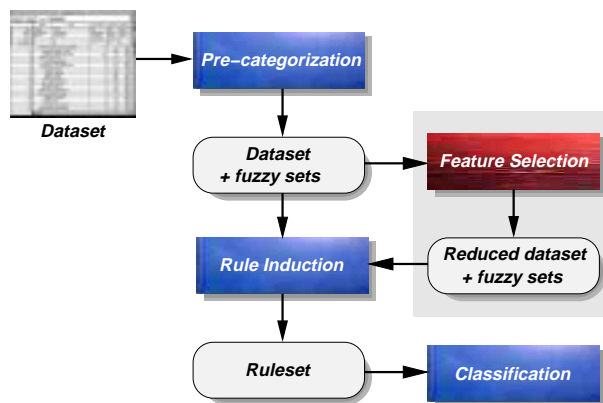 Pre–categorization
Dataset
Dataset
+ fuzzy sets
Feature Selection
Rule Induction
Reduced dataset
+ fuzzy sets
Ruleset
Classification